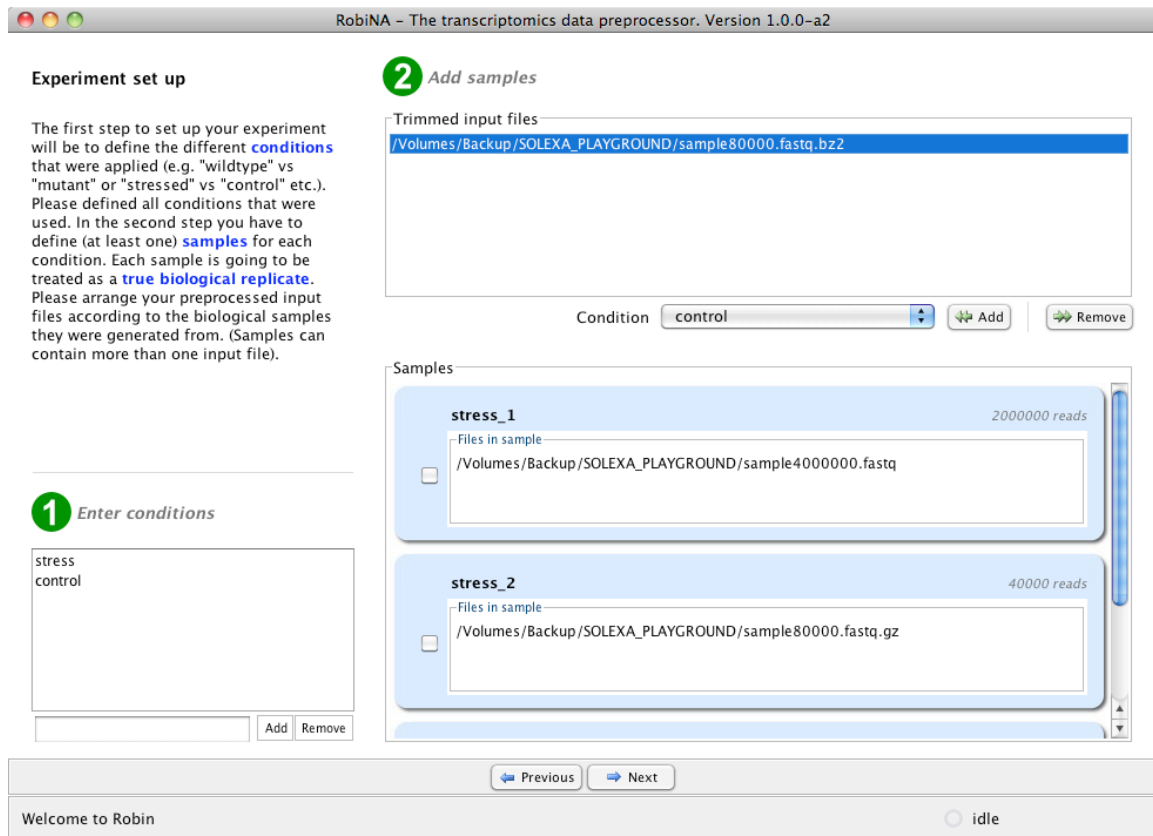 RobiNA – The transcriptomics data preprocessor. Version 1.0.0-a2
Experiment set up
The first step to set up your experiment
will be to define the different conditions
that were applied (e.g. "wildtype" vs
"mutant" or "stressed" vs "control" etc.).
Please defined all conditions that were
used. In the second step you have to
define (at least one) samples for each
condition. Each sample is going to be
treated as a true biological replicate.
Please arrange your preprocessed input
files according to the biological samples
they were generated from. (Samples can
contain more than one input file).
1 Enter conditions
stress
control
Add Remove
2 Add samples
Trimmed input files
/Volumes/Backup/SOLEXA_PLAYGROUND/sample80000.fastq.bz2
Condition control Add Remove
Samples
stress_1 2000000 reads
Files in sample
/Volumes/Backup/SOLEXA_PLAYGROUND/sample4000000.fastq
stress_2 40000 reads
Files in sample
/Volumes/Backup/SOLEXA_PLAYGROUND/sample80000.fastq.gz
Previous Next
Welcome to Robin idle